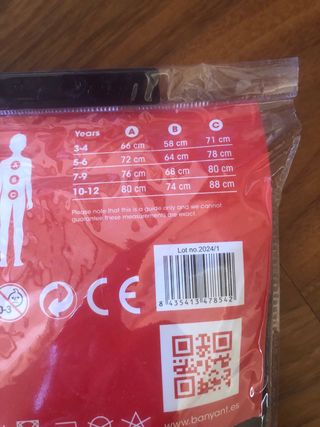 Years A B C
3-4 66 cm 58 cm 71 cm
5-6 72 cm 64 cm 78 cm
7-9 76 cm 68 cm 80 cm
10-12 80 cm 74 cm 88 cm
A
B
C
Please note that this is a guide only and we cannot
guarantee these measurements are exact.
Lot no.2024/1
8 435413 478542
0-3
CE
www.banyant.es